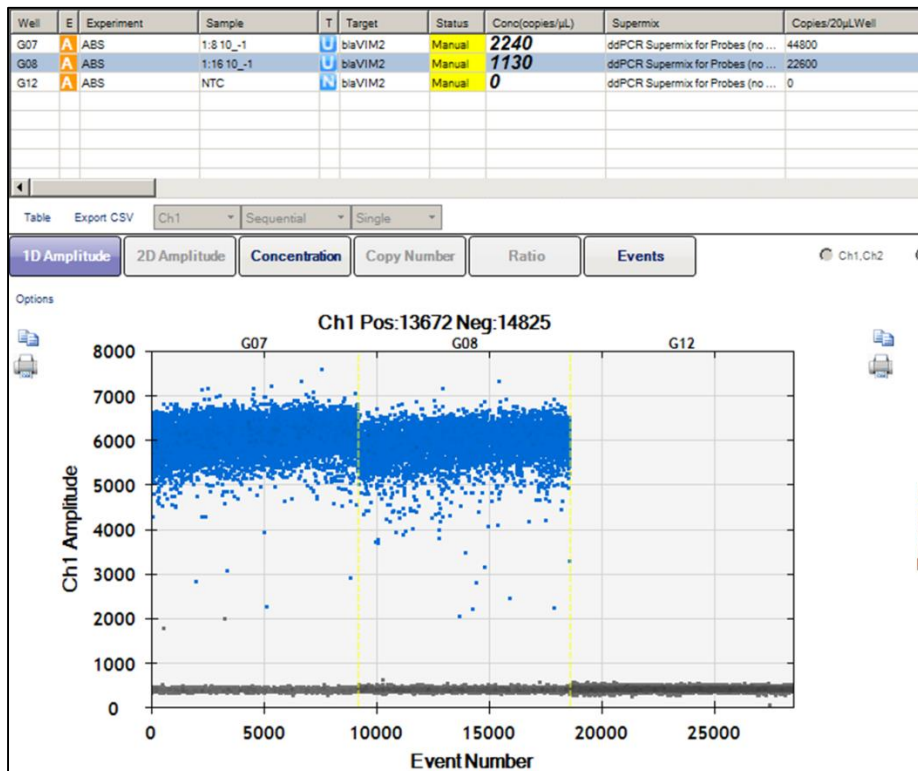 Well E Experiment Sample T Target Status Conc(copies/µL) Supermix Copies/20µLWell
G07 A ABS 1:8 10_-1 U blaVIM2 Manual 2240 ddPCR Supermix for Probes (no ... 44800
G08 A ABS 1:16 10_-1 U blaVIM2 Manual 1130 ddPCR Supermix for Probes (no ... 22600
G12 A ABS NTC N blaVIM2 Manual 0 ddPCR Supermix for Probes (no ... 0
Table Export CSV Ch1 Sequential Single
1D Amplitude 2D Amplitude Concentration Copy Number Ratio Events Ch1,Ch2
Options
Ch1 Pos:13672 Neg:14825
G07 G08 G12
8000
7000
6000
5000
4000
3000
2000
1000
0
Ch1 Amplitude
0 5000 10000 15000 20000 25000
Event Number